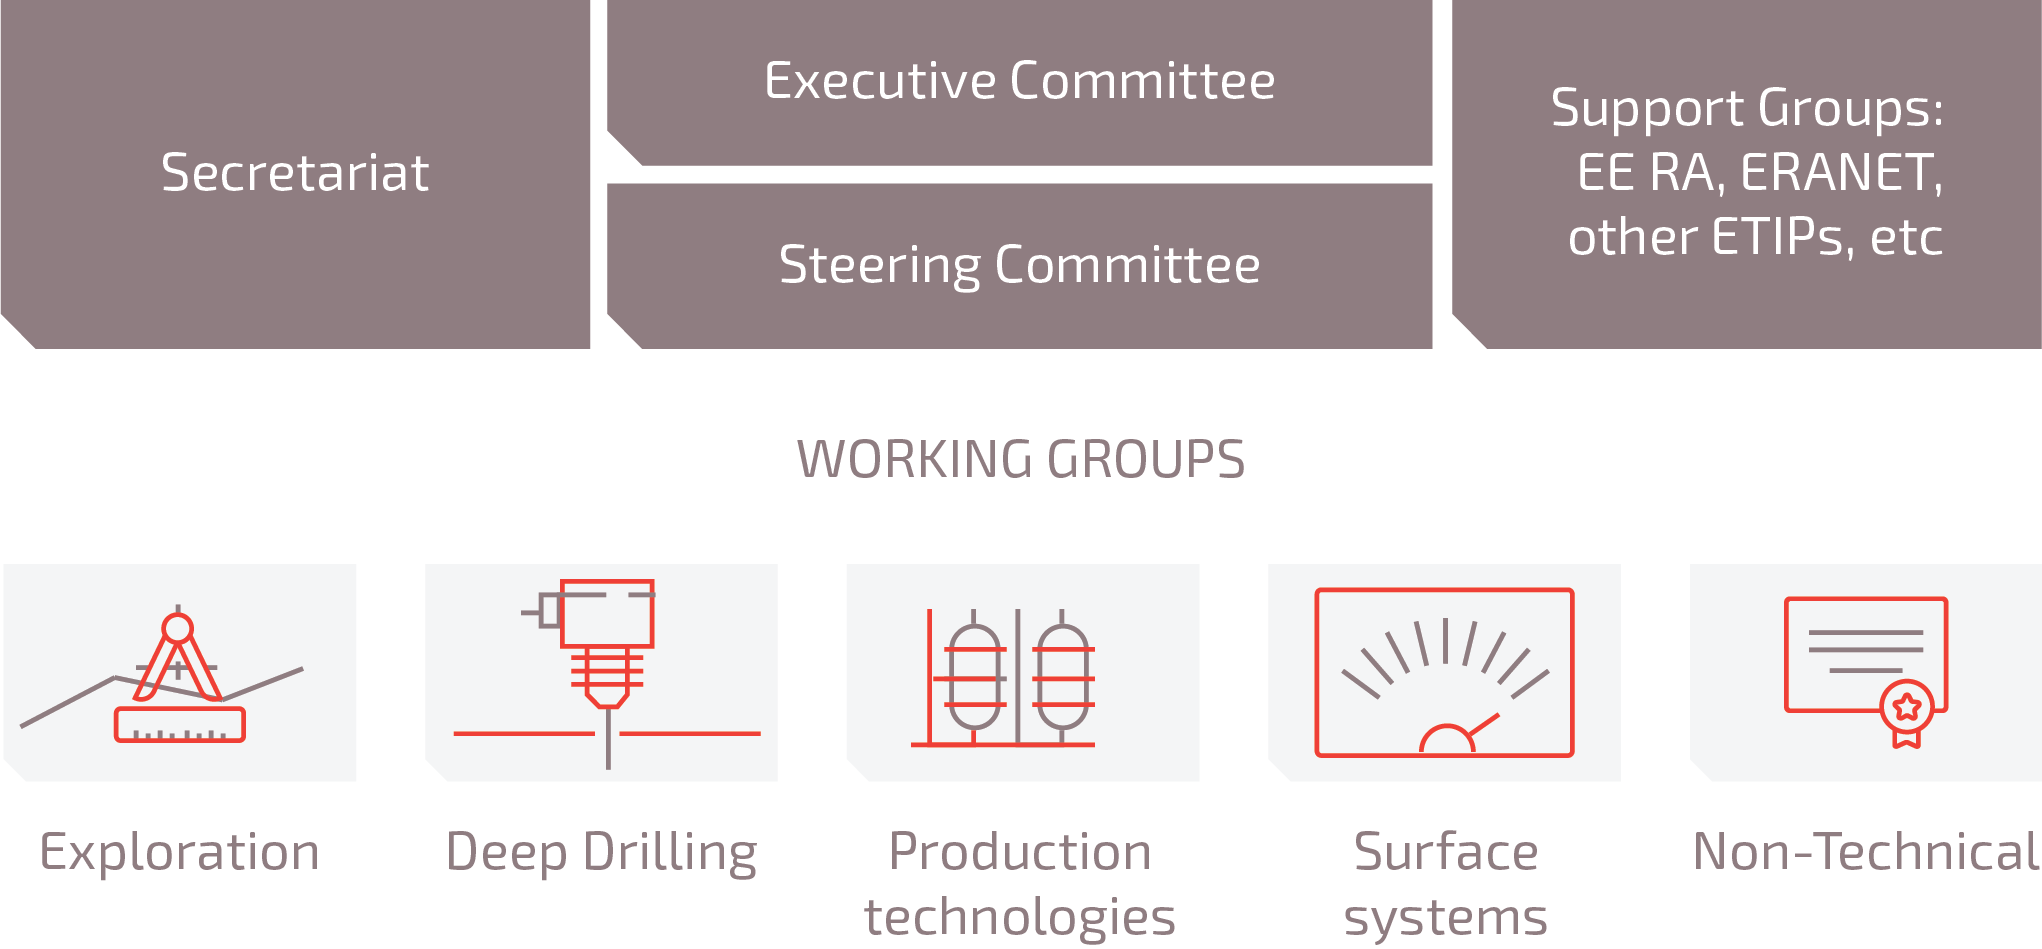 Secretariat
Executive Committee
Steering Committee
Support Groups:
EE RA, ERANET,
other ETIPs, etc
WORKING GROUPS
Exploration
Deep Drilling
Production
technologies
Surface
systems
Non-Technical